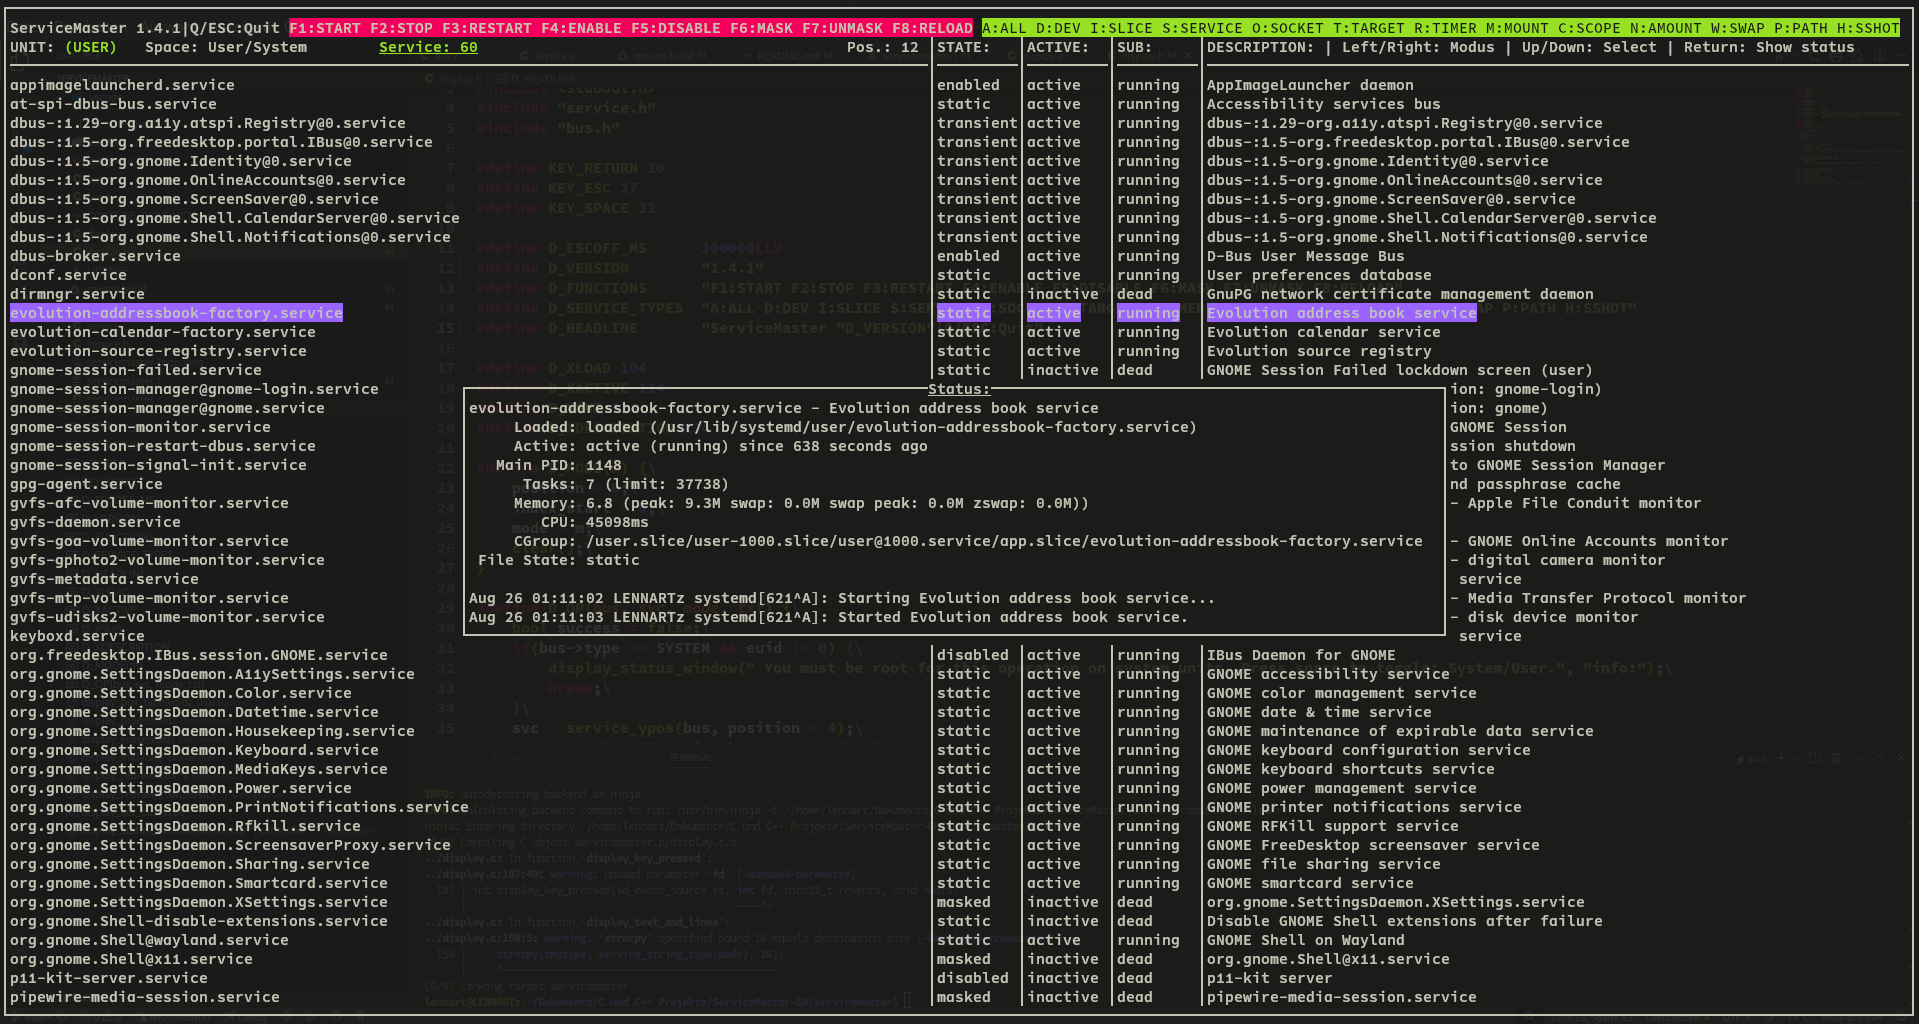 ServiceMaster 1.4.1|Q/ESC:Quit F1:START F2:STOP F3:RESTART F4:ENABLE F5:DISABLE F6:MASK F7:UNMASK F8:RELOAD A:ALL D:DEV I:SLICE S:SERVICE O:SOCKET T:TARGET R:TIMER M:MOUNT C:SCOPE N:AMOUNT W:SWAP P:PATH H:SSHOT
UNIT: (USER) Space: User/System Service: 60 Pos.: 12 STATE: ACTIVE: SUB: DESCRIPTION: | Left/Right: Modus | Up/Down: Select | Return: Show status
appimagelauncherd.service enabled active running AppImageLauncher daemon
at-spi-dbus-bus.service static active running Accessibility services bus
dbus-:1.29-org.a11y.atspi.Registry@0.service transient active running dbus-:1.29-org.a11y.atspi.Registry@0.service
dbus-:1.5-org.freedesktop.portal.IBus@0.service transient active running dbus-:1.5-org.freedesktop.portal.IBus@0.service
dbus-:1.5-org.gnome.Identity@0.service transient active running dbus-:1.5-org.gnome.Identity@0.service
dbus-:1.5-org.gnome.OnlineAccounts@0.service transient active running dbus-:1.5-org.gnome.OnlineAccounts@0.service
dbus-:1.5-org.gnome.ScreenSaver@0.service transient active running dbus-:1.5-org.gnome.ScreenSaver@0.service
dbus-:1.5-org.gnome.Shell.CalendarServer@0.service transient active running dbus-:1.5-org.gnome.Shell.CalendarServer@0.service
dbus-:1.5-org.gnome.Shell.Notifications@0.service transient active running dbus-:1.5-org.gnome.Shell.Notifications@0.service
dbus-broker.service enabled active running D-Bus User Message Bus
dconf.service static active running User preferences database
dirmngr.service static inactive dead GnuPG network certificate management daemon
evolution-addressbook-factory.service static active running Evolution address book service
evolution-calendar-factory.service static active running Evolution calendar service
evolution-source-registry.service static active running Evolution source registry
gnome-session-failed.service static inactive dead GNOME Session Failed lockdown screen (user)
gnome-session-manager@gnome-login.service ion: gnome-login)
gnome-session-manager@gnome.service ion: gnome)
gnome-session-monitor.service GNOME Session
gnome-session-restart-dbus.service ssion shutdown
gnome-session-signal-init.service to GNOME Session Manager
gpg-agent.service nd passphrase cache
gvfs-afc-volume-monitor.service - Apple File Conduit monitor
gvfs-daemon.service
gvfs-goa-volume-monitor.service - GNOME Online Accounts monitor
gvfs-gphoto2-volume-monitor.service - digital camera monitor
gvfs-metadata.service service
gvfs-mtp-volume-monitor.service - Media Transfer Protocol monitor
gvfs-udisks2-volume-monitor.service - disk device monitor
keyboxd.service service
Status:
evolution-addressbook-factory.service - Evolution address book service
Loaded: loaded (/usr/lib/systemd/user/evolution-addressbook-factory.service)
Active: active (running) since 638 seconds ago
Main PID: 1148
Tasks: 7 (limit: 37738)
Memory: 6.8 (peak: 9.3M swap: 0.0M swap peak: 0.0M zswap: 0.0M))
CPU: 45098ms
CGroup: /user.slice/user-1000.slice/user@1000.service/app.slice/evolution-addressbook-factory.service
File State: static
Aug 26 01:11:02 LENNARTz systemd[621^A]: Starting Evolution address book service...
Aug 26 01:11:03 LENNARTz systemd[621^A]: Started Evolution address book service.
org.freedesktop.IBus.session.GNOME.service disabled active running IBus Daemon for GNOME
org.gnome.SettingsDaemon.A11ySettings.service static active running GNOME accessibility service
org.gnome.SettingsDaemon.Color.service static active running GNOME color management service
org.gnome.SettingsDaemon.Datetime.service static active running GNOME date & time service
org.gnome.SettingsDaemon.Housekeeping.service static active running GNOME maintenance of expirable data service
org.gnome.SettingsDaemon.Keyboard.service static active running GNOME keyboard configuration service
org.gnome.SettingsDaemon.MediaKeys.service static active running GNOME keyboard shortcuts service
org.gnome.SettingsDaemon.Power.service static active running GNOME power management service
org.gnome.SettingsDaemon.PrintNotifications.service static active running GNOME printer notifications service
org.gnome.SettingsDaemon.Rfkill.service static active running GNOME RFKill support service
org.gnome.SettingsDaemon.ScreensaverProxy.service static active running GNOME FreeDesktop screensaver service
org.gnome.SettingsDaemon.Sharing.service static active running GNOME file sharing service
org.gnome.SettingsDaemon.Smartcard.service static active running GNOME smartcard service
org.gnome.SettingsDaemon.XSettings.service masked inactive dead org.gnome.SettingsDaemon.XSettings.service
org.gnome.Shell-disable-extensions.service static inactive dead Disable GNOME Shell extensions after failure
org.gnome.Shell@wayland.service static active running GNOME Shell on Wayland
org.gnome.Shell@x11.service masked inactive dead org.gnome.Shell@x11.service
p11-kit-server.service disabled inactive dead p11-kit server
pipewire-media-session.service masked inactive dead pipewire-media-session.service